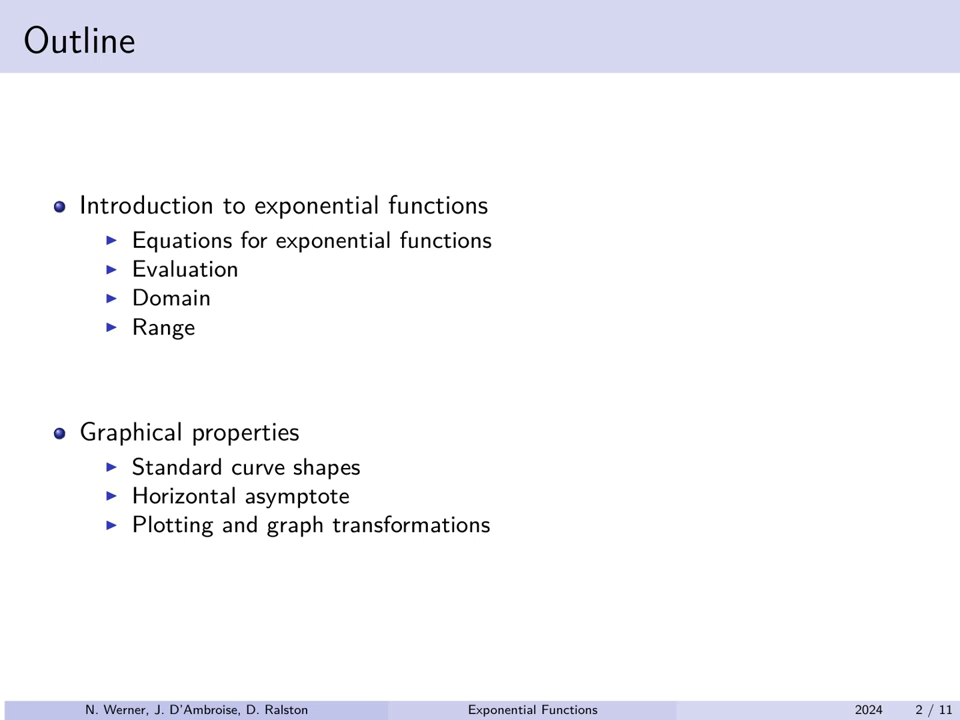 Outline
Introduction to exponential functions
Equations for exponential functions
Evaluation
Domain
Range
Graphical properties
Standard curve shapes
Horizontal asymptote
Plotting and graph transformations
N. Werner, J. D'Ambroise, D. Ralston
Exponential Functions
2024
2 / 11